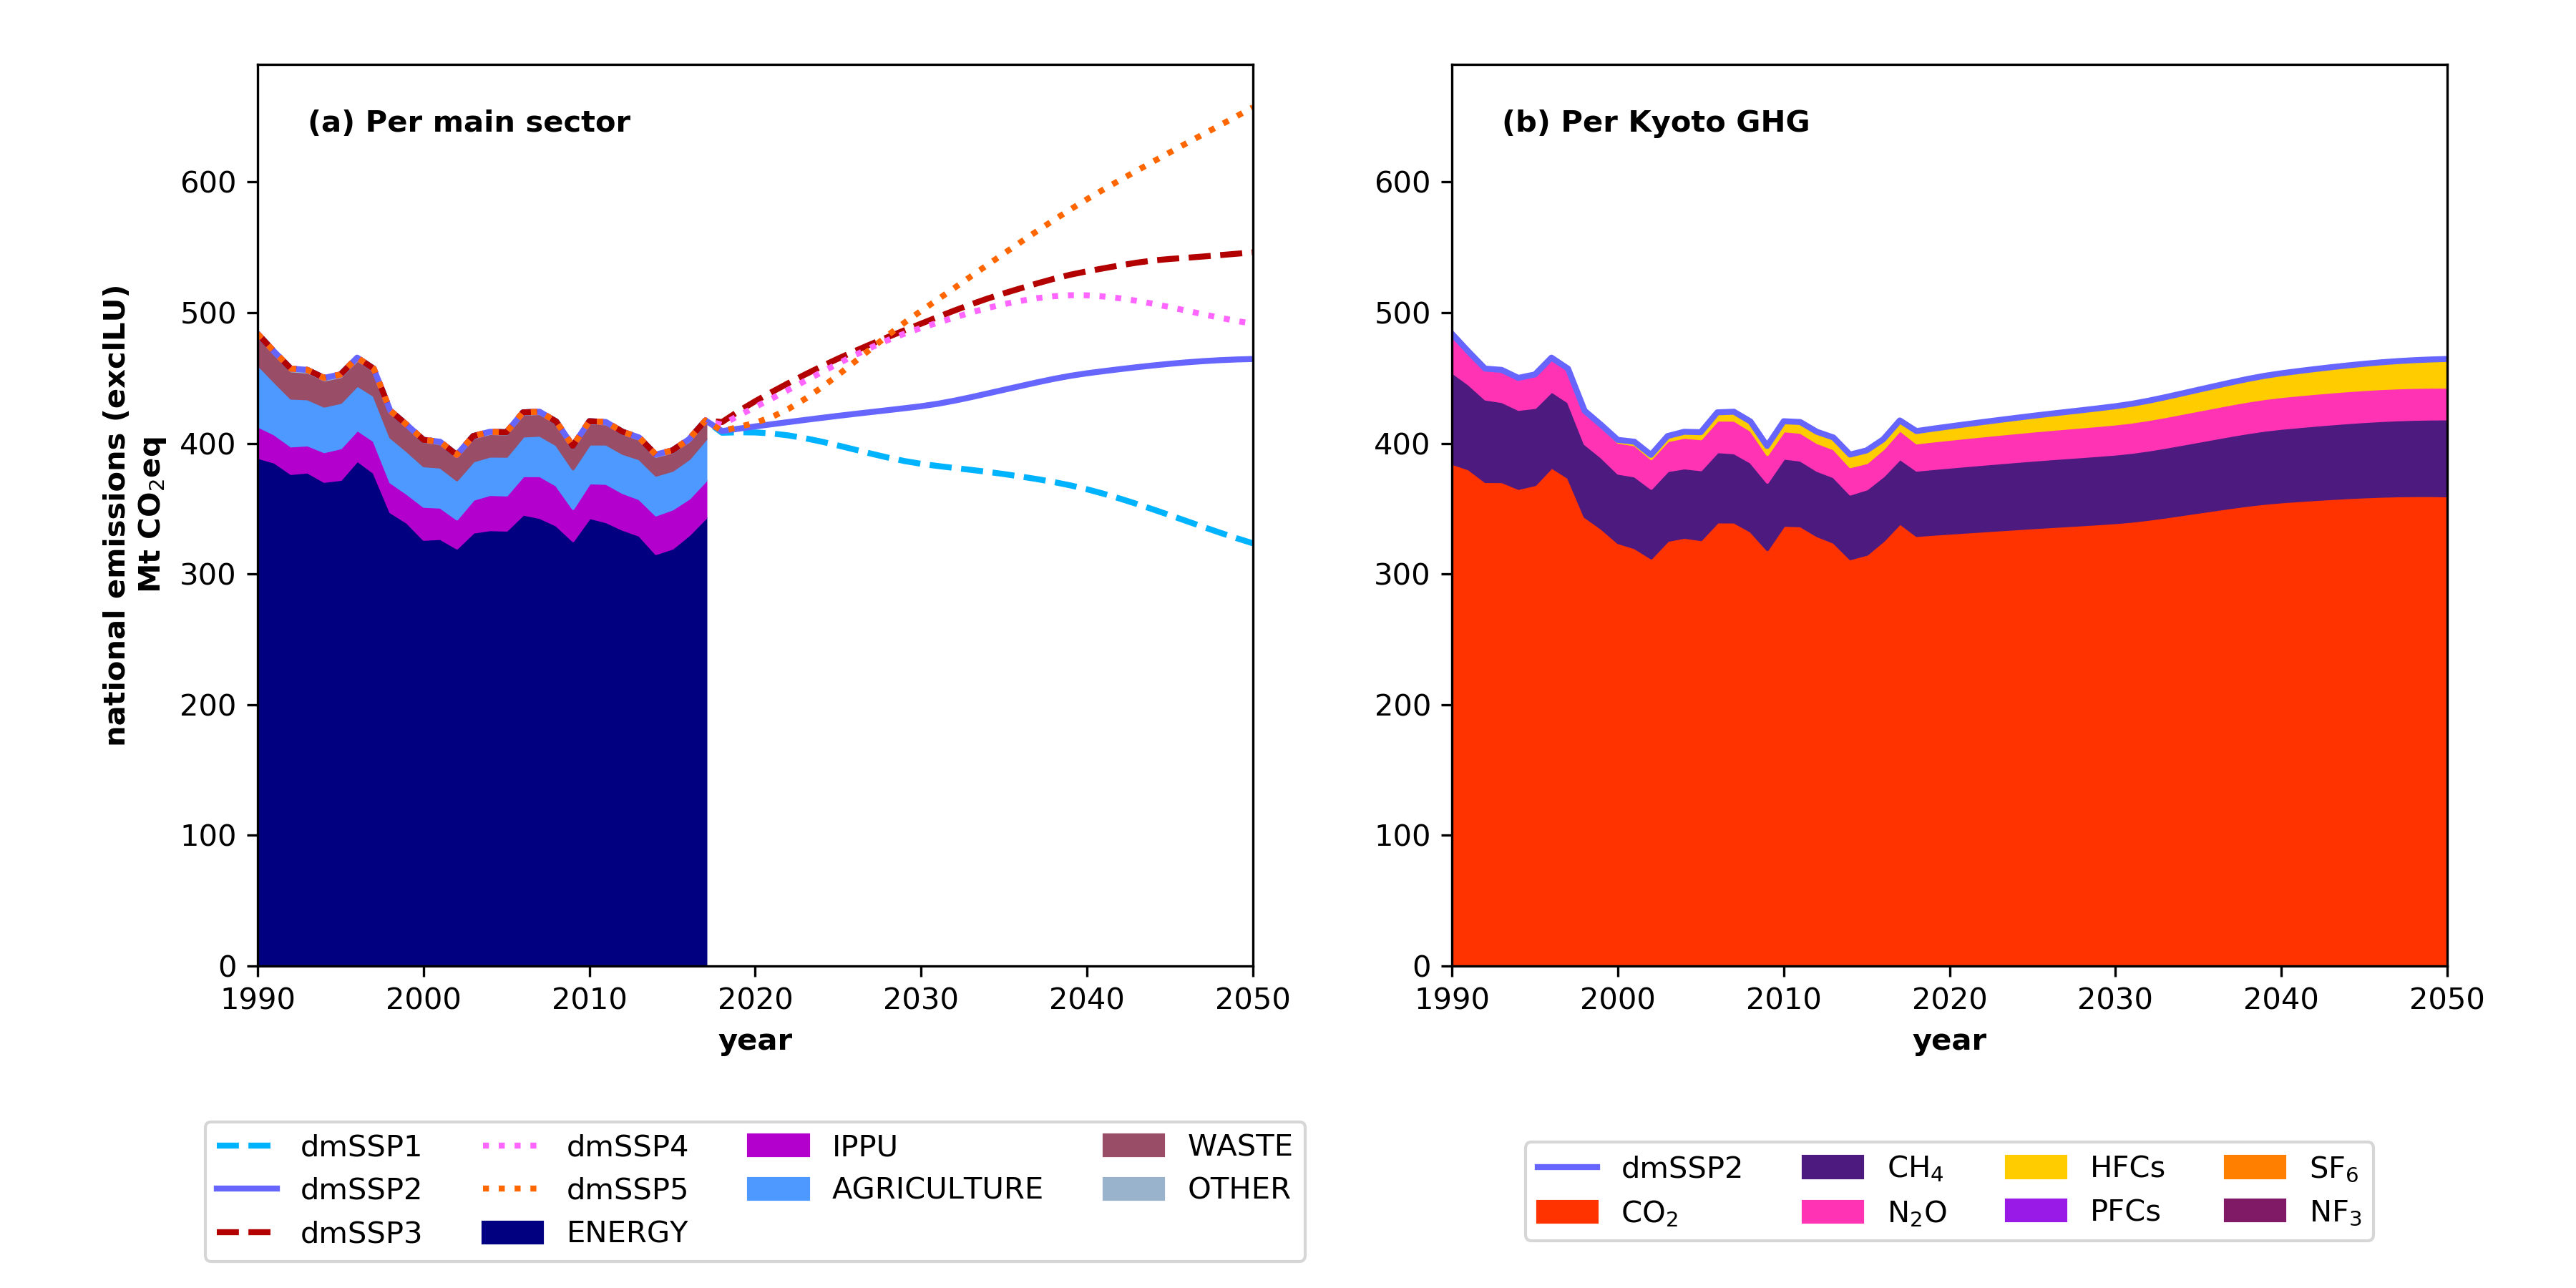 (a) Per main sector
600
500
400
300
200
100
0
national emissions (exclLU)
Mt CO₂eq
1990 2000 2010 2020 2030 2040 2050
year
dmSSP1 dmSSP4 IPPU WASTE
dmSSP2 dmSSP5 AGRICULTURE OTHER
dmSSP3 ENERGY
(b) Per Kyoto GHG
600
500
400
300
200
100
0
1990 2000 2010 2020 2030 2040 2050
year
dmSSP2 CH₄ HFCs SF₆
CO₂ N₂O PFCs NF₃